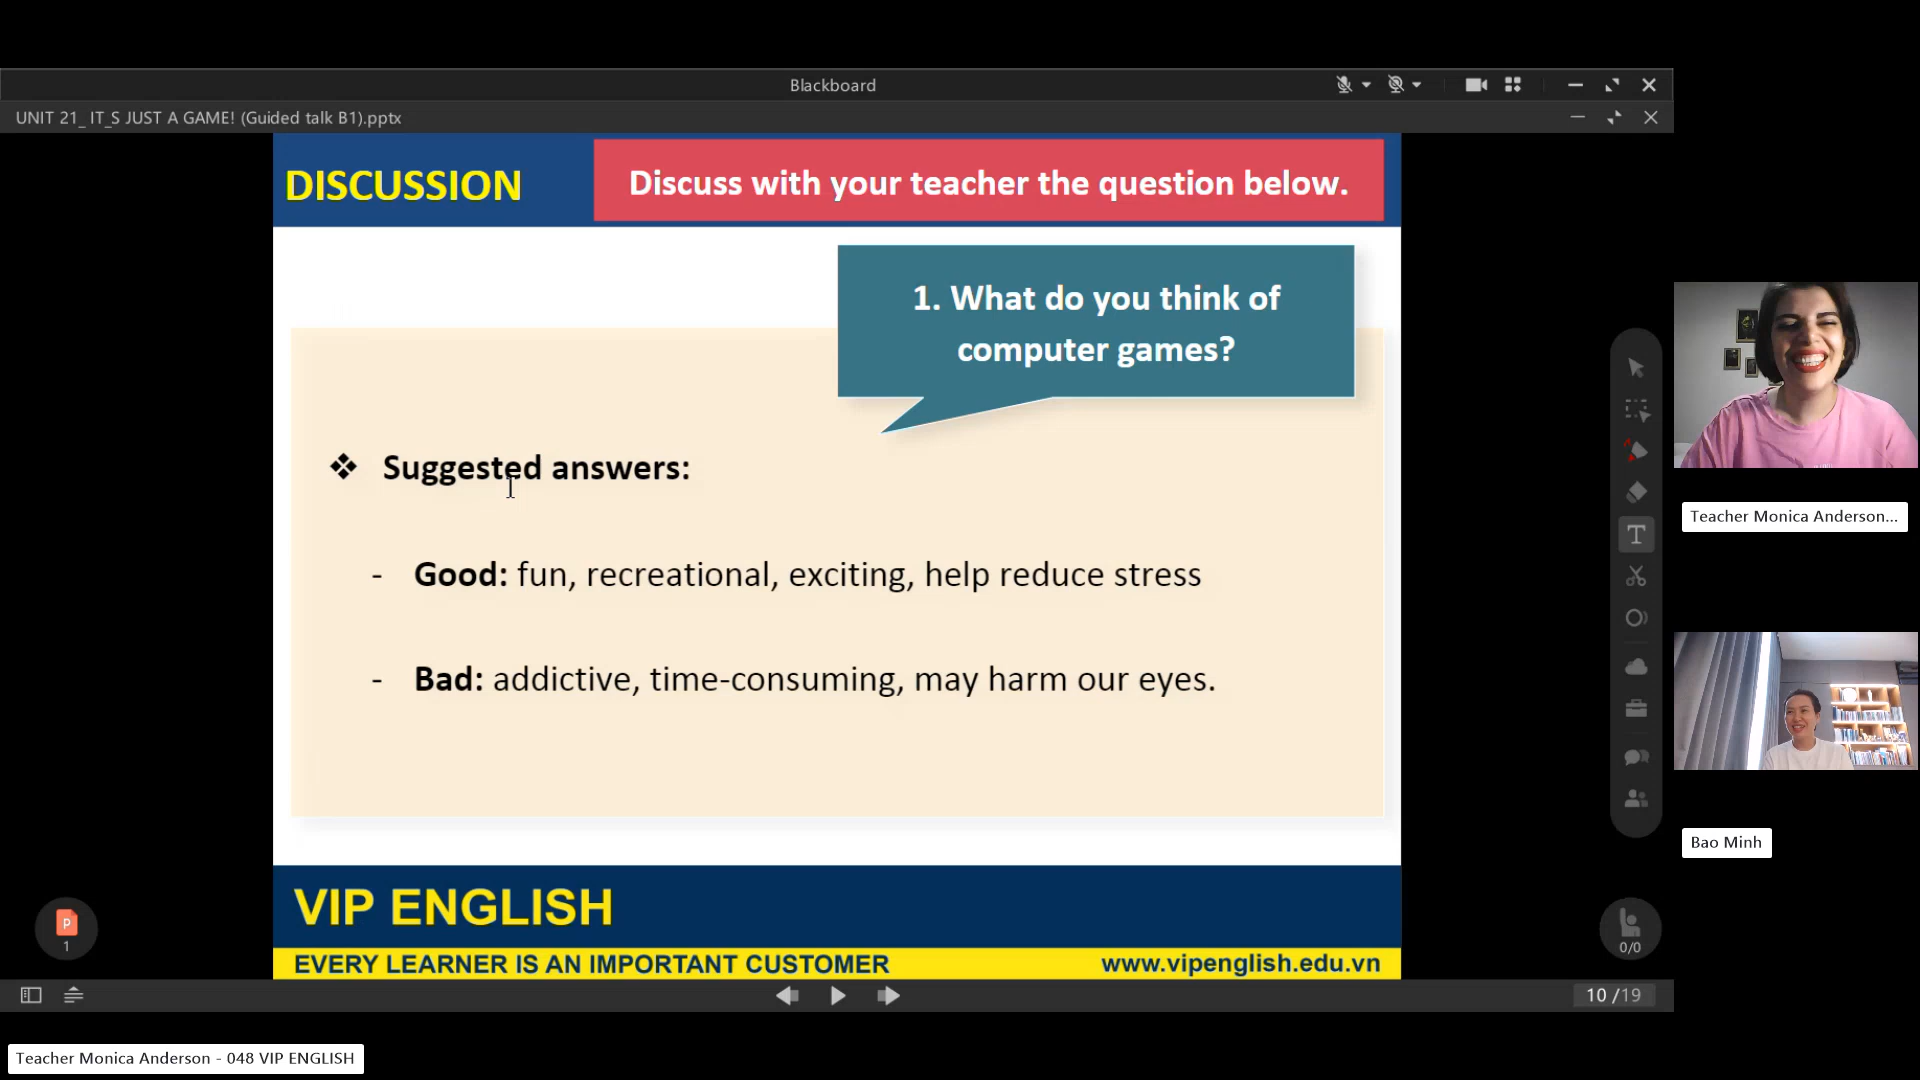 Blackboard
UNIT 21_ IT_S JUST A GAME! (Guided talk B1).pptx
DISCUSSION
Discuss with your teacher the question below.
1. What do you think of
computer games?
❖ Suggested answers:
- Good: fun, recreational, exciting, help reduce stress
- Bad: addictive, time-consuming, may harm our eyes.
VIP ENGLISH
EVERY LEARNER IS AN IMPORTANT CUSTOMER
www.vipenglish.edu.vn
P
1
T
0/0
10 /19
Teacher Monica Anderson...
Bao Minh
Teacher Monica Anderson - 048 VIP ENGLISH